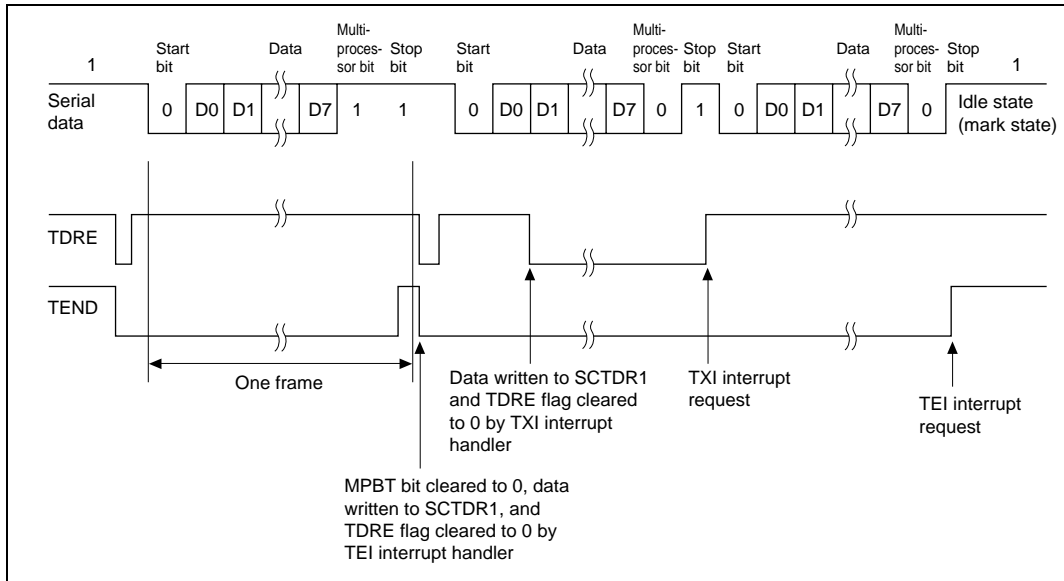 1
Start
bit
Data
Multi-
proces-
sor bit
Stop
bit
Start
bit
Data
Multi-
proces-
sor bit
Stop
bit
Start
bit
Data
Multi-
proces-
sor bit
Stop
bit
1
Serial
data
0 D0 D1 D7 1 1 0 D0 D1 D7 0 1 0 D0 D1 D7 0
Idle state
(mark state)
TDRE
TEND
One frame
Data written to SCTDR1
and TDRE flag cleared
to 0 by TXI interrupt
handler
TXI interrupt
request
TEI interrupt
request
MPBT bit cleared to 0, data
written to SCTDR1, and
TDRE flag cleared to 0 by
TEI interrupt handler